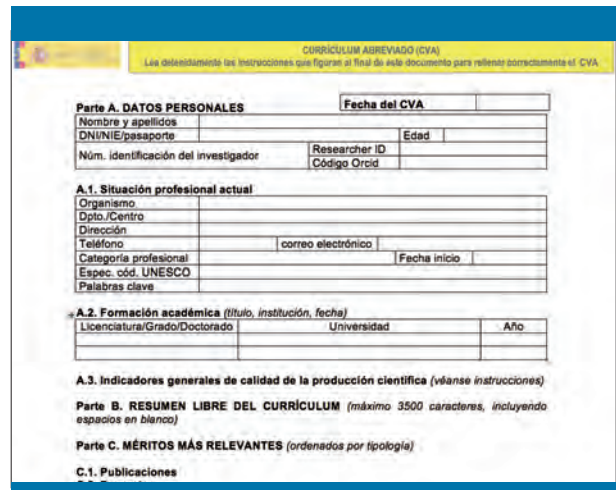 CURRÍCULUM ABREVIADO (CVA)
Lea detenidamente las instrucciones que figuran al final de este documento para rellenar correctamente el CVA
Fecha del CVA
Parte A. DATOS PERSONALES
Nombre y apellidos
DNI/NIE/pasaporte Edad
Núm. identificación del investigador Researcher ID
Código Orcid
A.1. Situación profesional actual
Organismo
Dpto./Centro
Dirección
Teléfono correo electrónico
Categoría profesional Fecha inicio
Espec. cód. UNESCO
Palabras clave
A.2. Formación académica (título, institución, fecha)
Licenciatura/Grado/Doctorado Universidad Año
A.3. Indicadores generales de calidad de la producción científica (véanse instrucciones)
Parte B. RESUMEN LIBRE DEL CURRÍCULUM (máximo 3500 caracteres, incluyendo
espacios en blanco)
Parte C. MÉRITOS MÁS RELEVANTES (ordenados por tipología)
C.1. Publicaciones